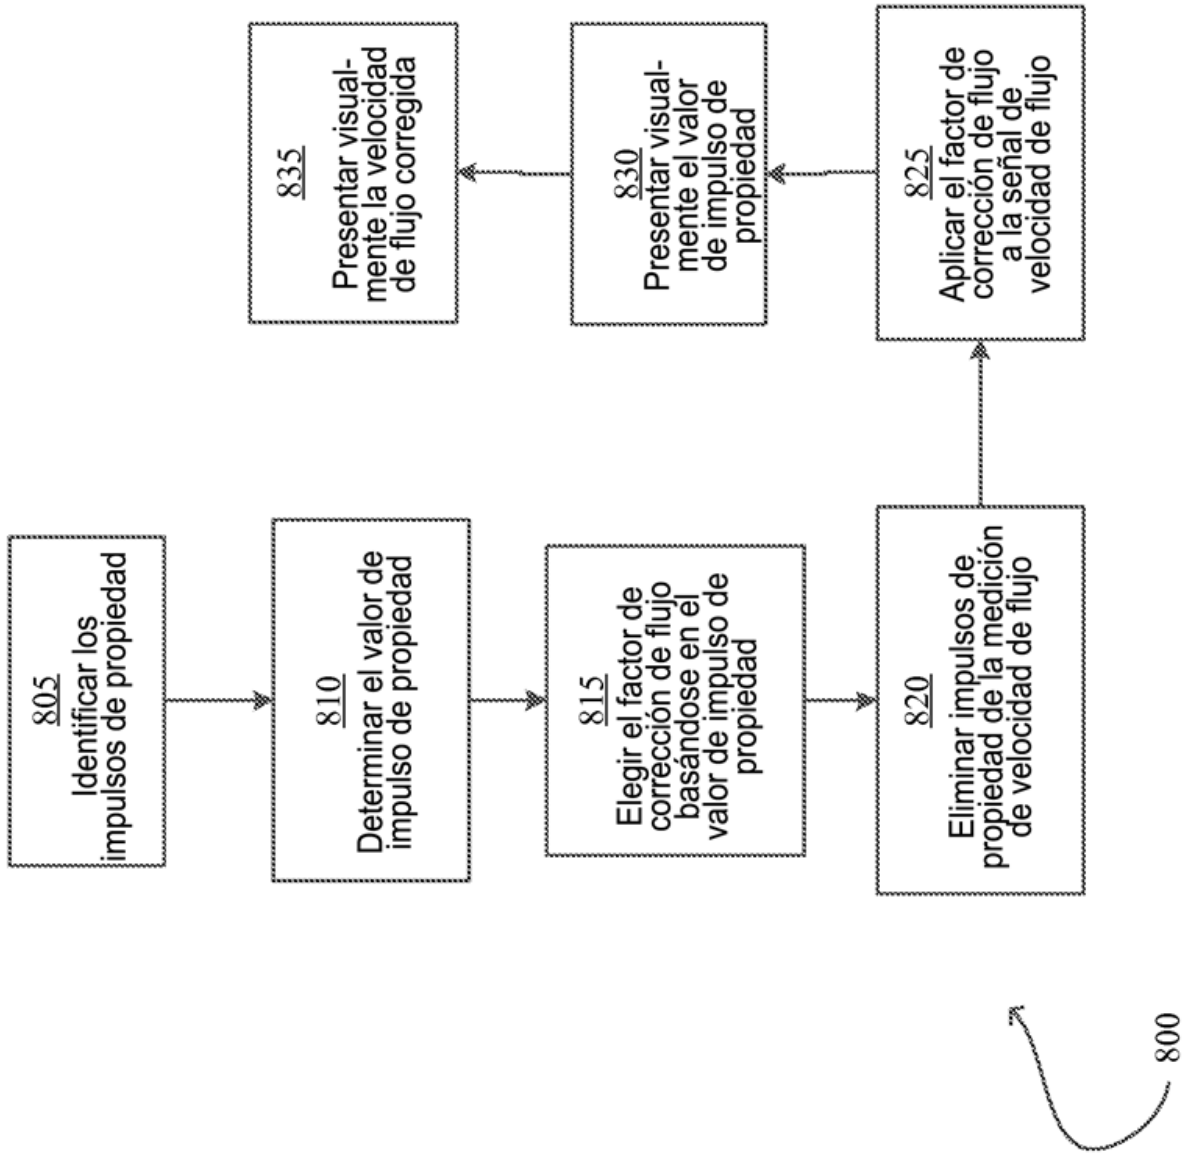 805
Identificar los
impulsos de propiedad
810
Determinar el valor de
impulso de propiedad
815
Elegir el factor de
corrección de flujo
basándose en el
valor de impulso de
propiedad
820
Eliminar impulsos de
propiedad de la medición
de velocidad de flujo
825
Aplicar el factor de
corrección de flujo
a la señal de
velocidad de flujo
830
Presentar visual-
mente el valor
de impulso de
propiedad
835
Presentar visual-
mente la velocidad
de flujo corregida
800